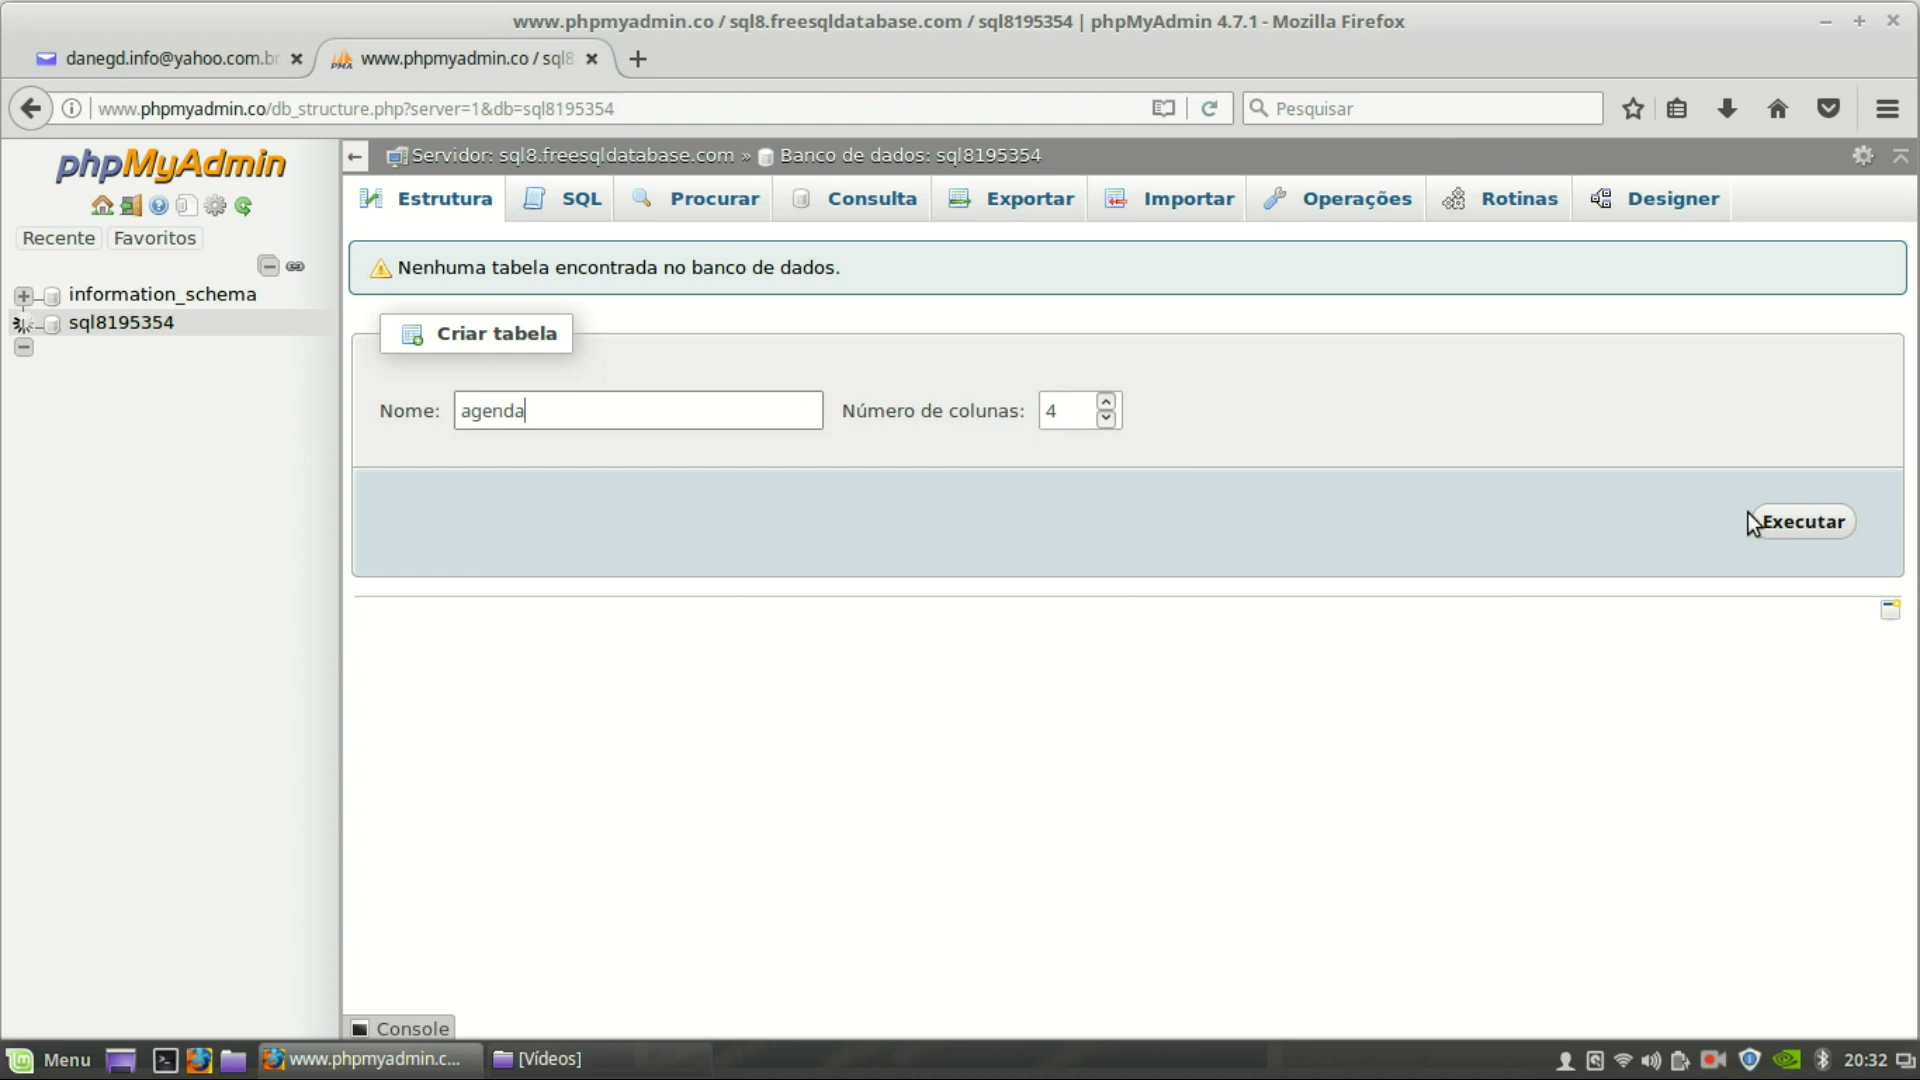 www.phpmyadmin.co / sql8.freesqldatabase.com / sql8195354 | phpMyAdmin 4.7.1 - Mozilla Firefox
danegd.info@yahoo.com.br
www.phpmyadmin.co / sql8
www.phpmyadmin.co/db_structure.php?server=1&db=sql8195354
Pesquisar
phpMyAdmin
Servidor: sql8.freesqldatabase.com » Banco de dados: sql8195354
Estrutura SQL Procurar Consulta Exportar Importar Operações Rotinas Designer
Recente Favoritos
information_schema
sql8195354
Nenhuma tabela encontrada no banco de dados.
Criar tabela
Nome: agenda Número de colunas: 4
Executar
Console
Menu www.phpmyadmin.c... [Vídeos] 20:32